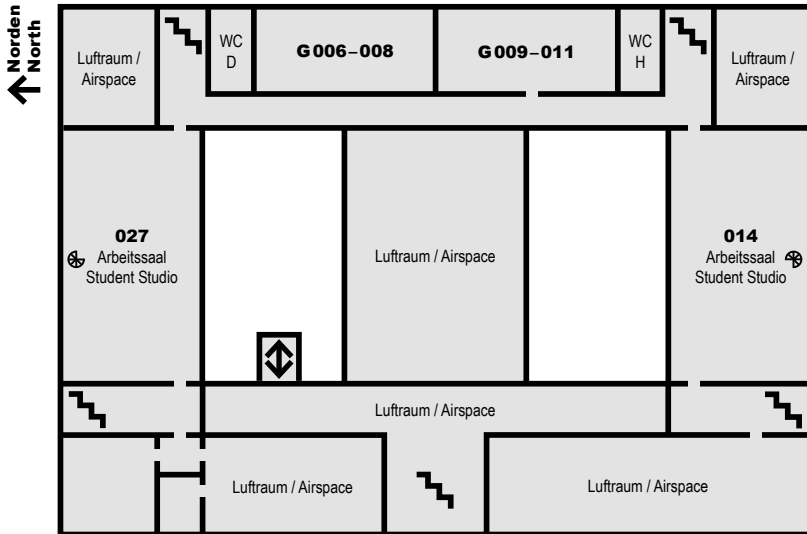 Norden
North
Luftraum /
Airspace
WC
D
G006–008
G009–011
WC
H
Luftraum /
Airspace
027
Arbeitssaal
Student Studio
Luftraum / Airspace
014
Arbeitssaal
Student Studio
Luftraum / Airspace
Luftraum / Airspace
Luftraum / Airspace